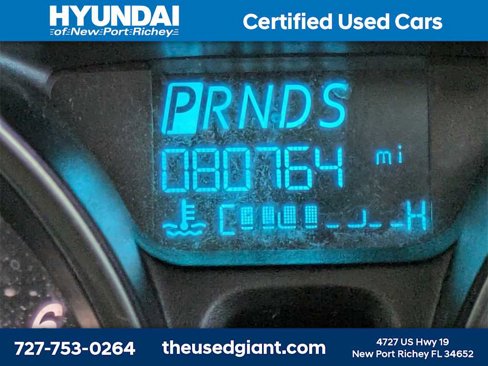 HYUNDAI
of New Port Richey
Certified Used Cars
PRNDS
080764 mi
C H
6
727-753-0264
theusedgiant.com
4727 US Hwy 19
New Port Richey FL 34652